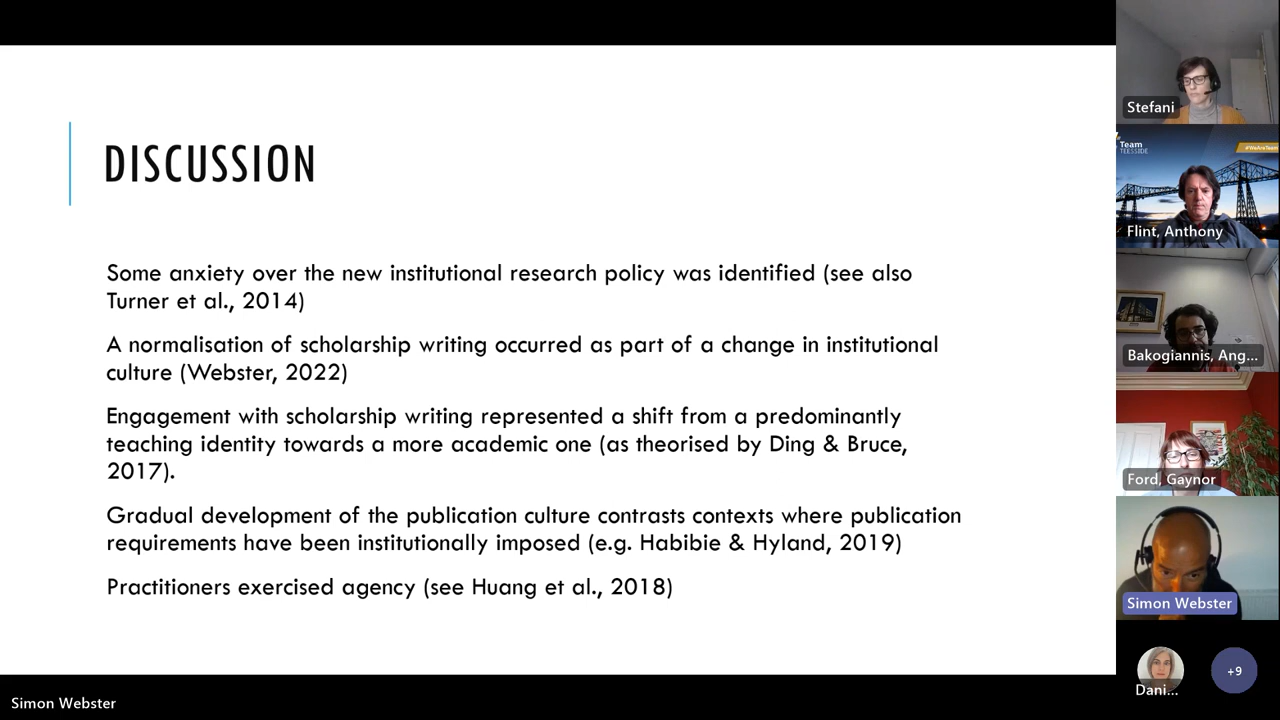 DISCUSSION
Some anxiety over the new institutional research policy was identified (see also
Turner et al., 2014)
A normalisation of scholarship writing occurred as part of a change in institutional
culture (Webster, 2022)
Engagement with scholarship writing represented a shift from a predominantly
teaching identity towards a more academic one (as theorised by Ding & Bruce,
2017).
Gradual development of the publication culture contrasts contexts where publication
requirements have been institutionally imposed (e.g. Habibie & Hyland, 2019)
Practitioners exercised agency (see Huang et al., 2018)
Simon Webster
Stefani
Team
TEESSIDE
#WeAreTeam
Flint, Anthony
Bakogiannis, Ang...
Ford, Gaynor
Simon Webster
Dani...
+9